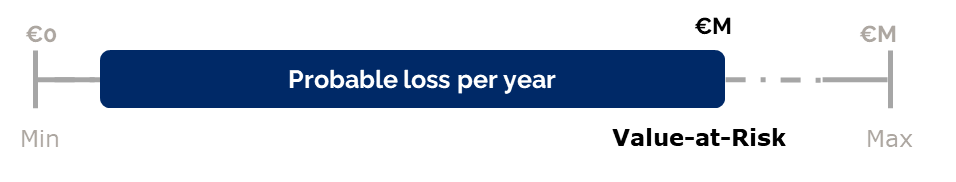 €0
€M
€M
Probable loss per year
Min
Value-at-Risk
Max